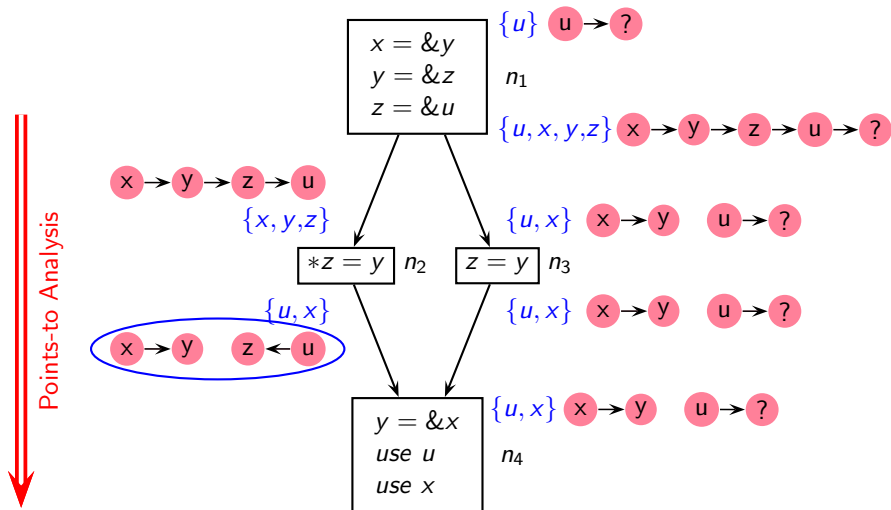 {u} u ?
x = &y
y = &z
z = &u
n1
{u, x, y,z} x y z u ?
x y z u
{x, y,z}
{u, x} x y u ?
*z = y
n2
z = y
n3
{u, x}
{u, x} x y u ?
x y z u
{u, x} x y u ?
y = &x
use u
use x
n4
Points-to Analysis